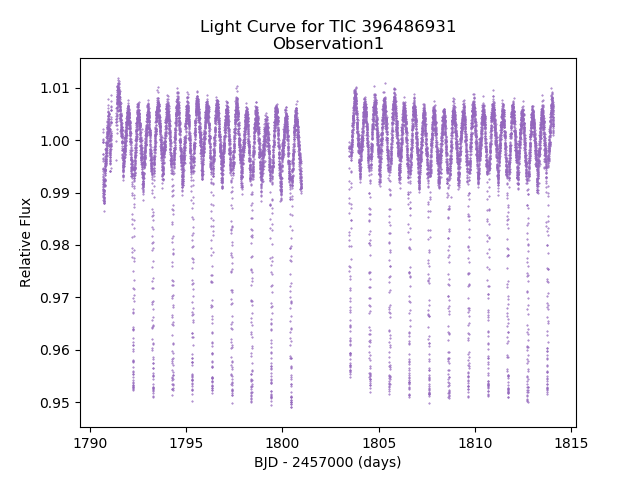 Light Curve for TIC 396486931
Observation1
1.01
1.00
0.99
0.98
0.97
0.96
0.95
Relative Flux
1790 1795 1800 1805 1810 1815
BJD - 2457000 (days)